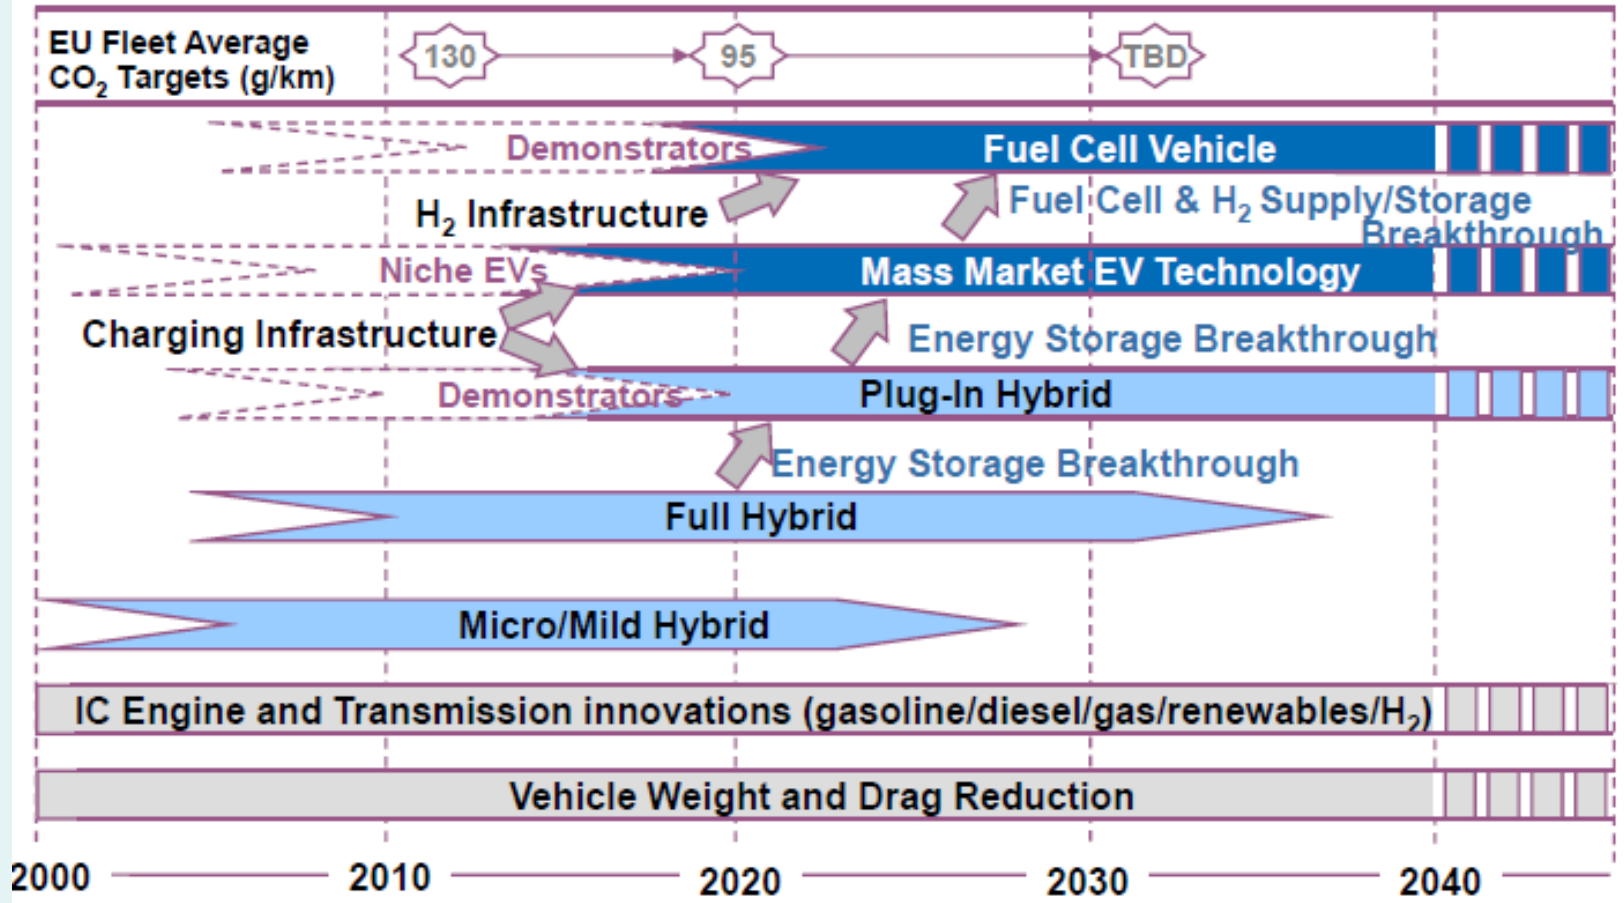 EU Fleet Average
CO₂ Targets (g/km)
130
95
TBD
Demonstrators
Fuel Cell Vehicle
H₂ Infrastructure
Fuel Cell & H₂ Supply/Storage
Breakthrough
Niche EVs
Mass Market EV Technology
Charging Infrastructure
Energy Storage Breakthrough
Demonstrators
Plug-In Hybrid
Energy Storage Breakthrough
Full Hybrid
Micro/Mild Hybrid
IC Engine and Transmission innovations (gasoline/diesel/gas/renewables/H₂)
Vehicle Weight and Drag Reduction
2000 2010 2020 2030 2040